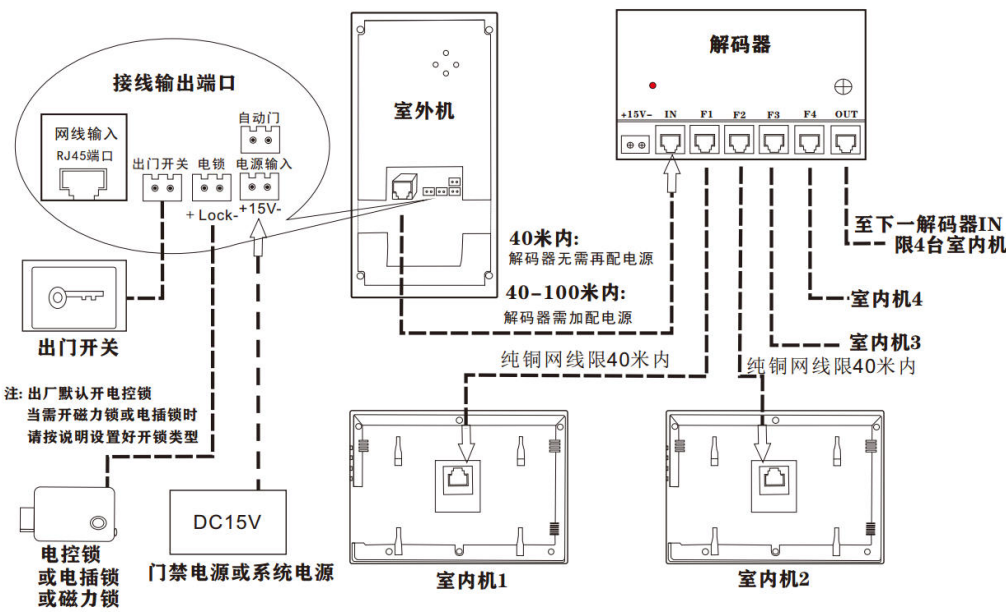 接线输出端口
网线输入
RJ45端口
自动门
出门开关
电锁
电源输入
+ Lock-
+15V-
出门开关
注: 出厂默认开电控锁
当需开磁力锁或电插锁时
请按说明设置好开锁类型
电控锁
或电插锁
或磁力锁
DC15V
门禁电源或系统电源
室外机
40米内:
解码器无需再配电源
40-100米内:
解码器需加配电源
解码器
+15V- IN F1 F2 F3 F4 OUT
至下一解码器IN
限4台室内机
室内机4
室内机3
纯铜网线限40米内
纯铜网线限40米内
室内机1
室内机2